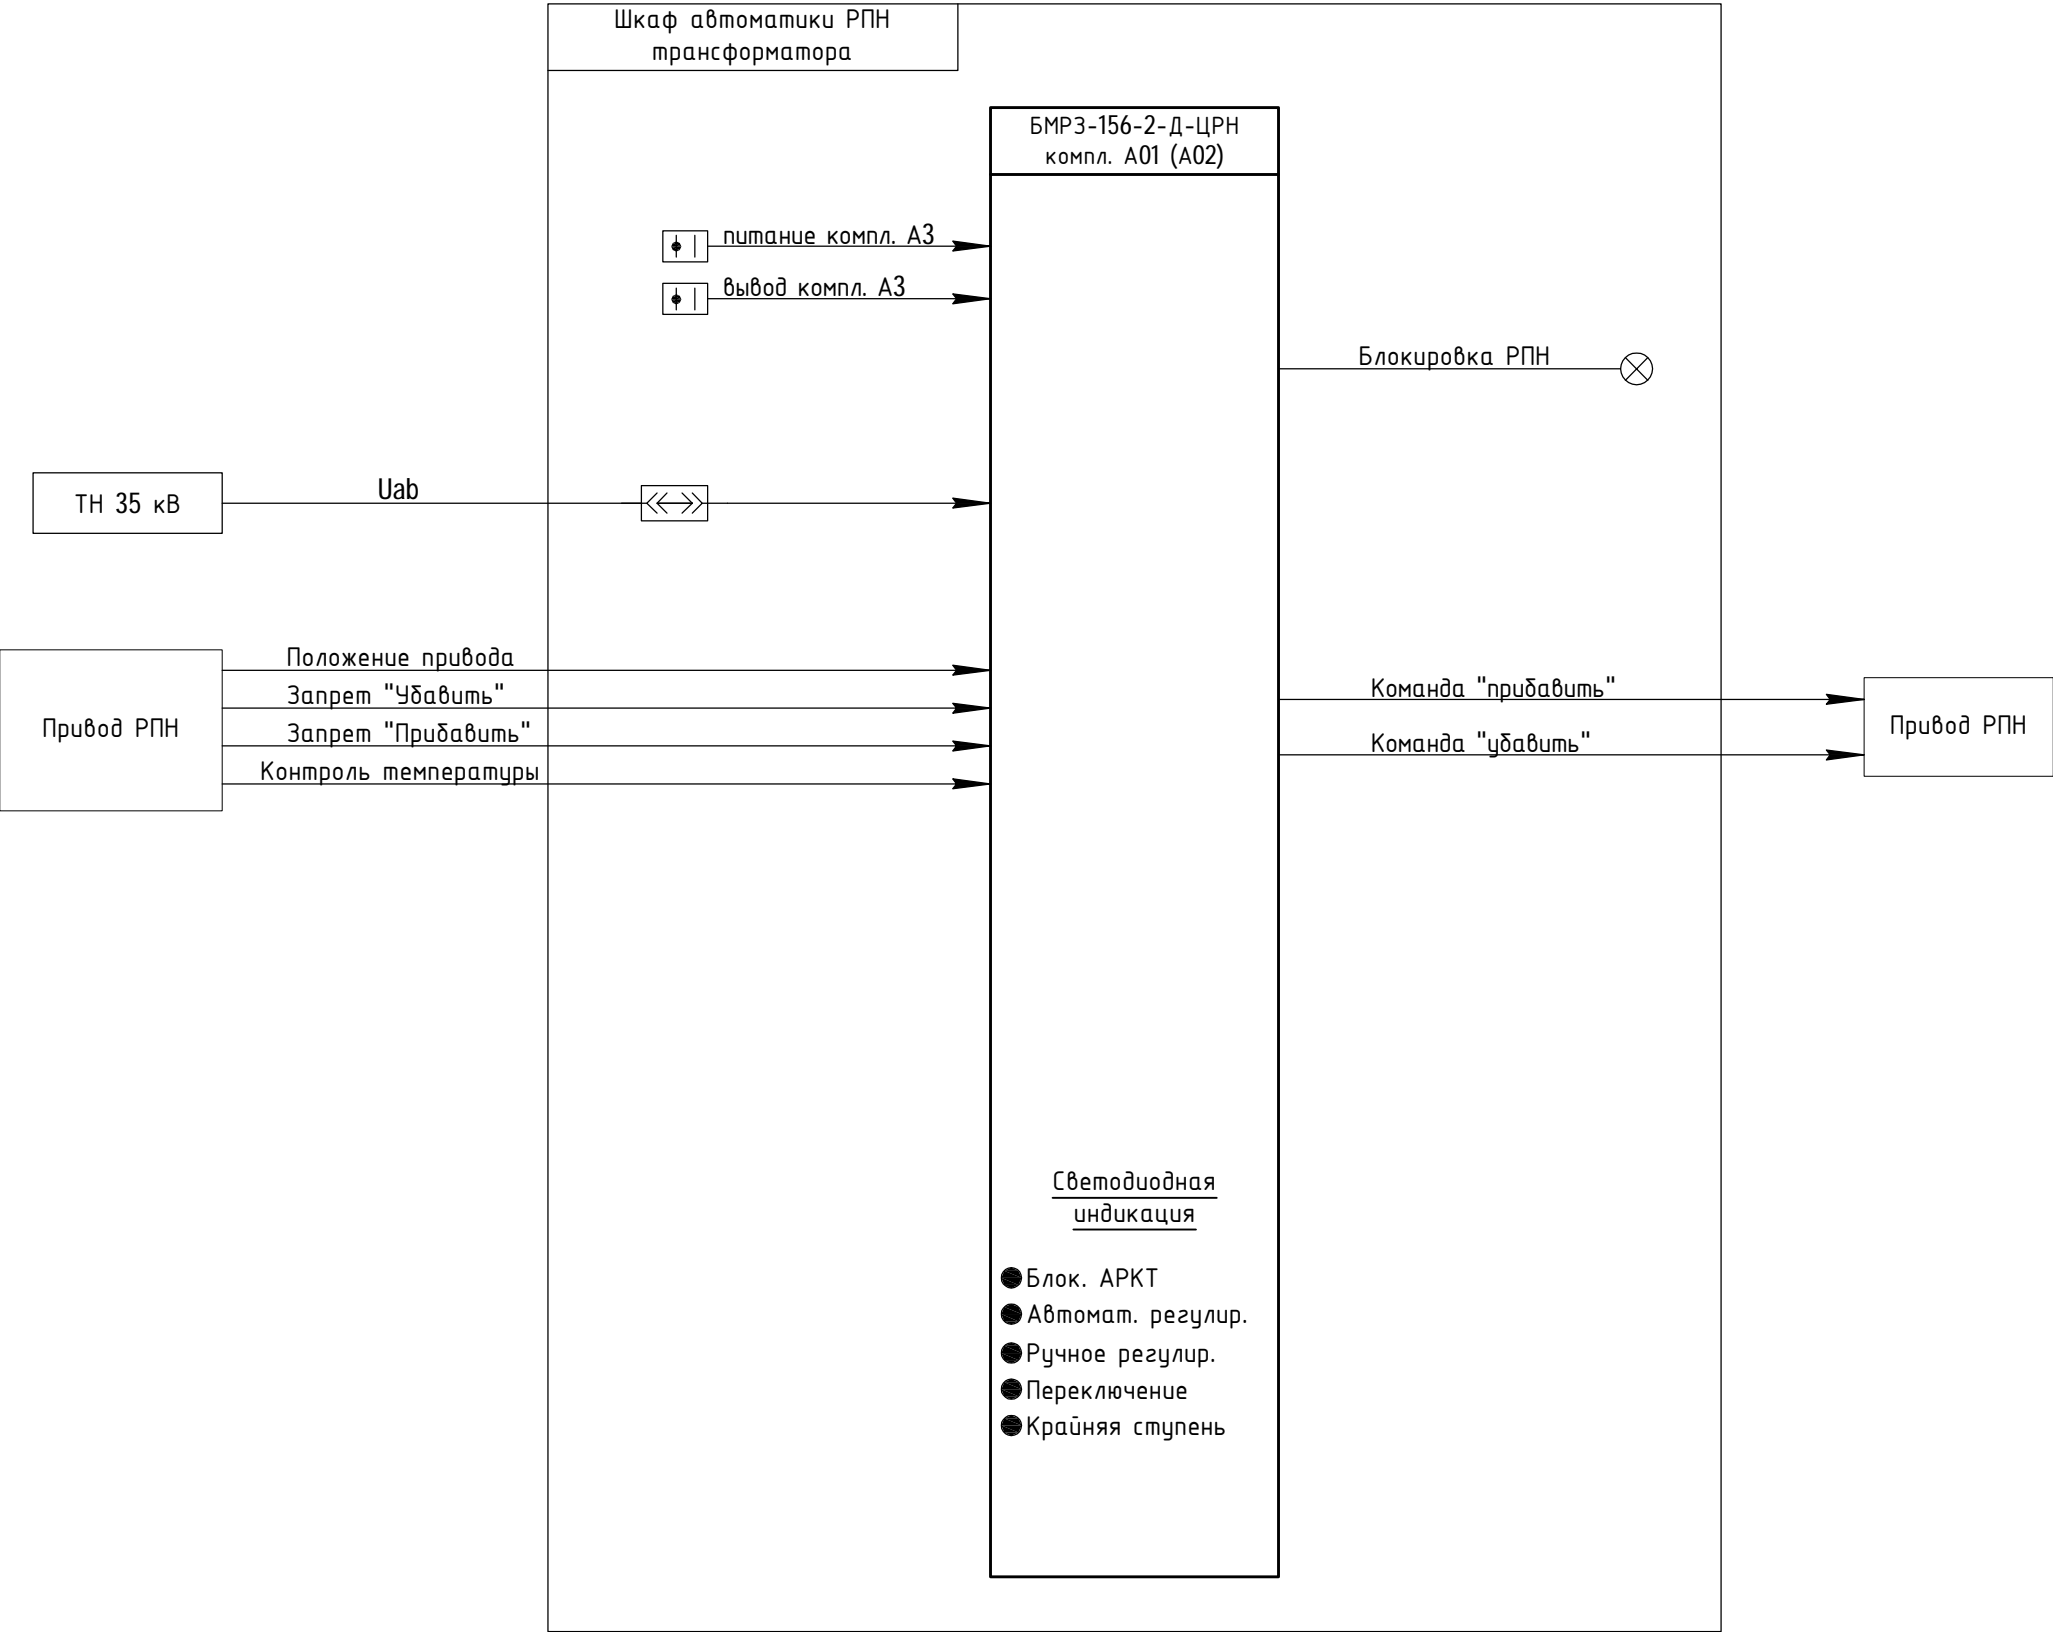 Шкаф автоматики РПН
трансформатора
БМРЗ-156-2-Д-ЦРН
компл. А01 (А02)
питание компл. А3
вывод компл. А3
Блокировка РПН
ТН 35 кВ
Uab
Привод РПН
Положение привода
Запрет "Убавить"
Запрет "Прибавить"
Контроль температуры
Команда "прибавить"
Команда "убавить"
Привод РПН
Светодиодная
индикация
Блок. АРКТ
Автомат. регулир.
Ручное регулир.
Переключение
Крайняя ступень